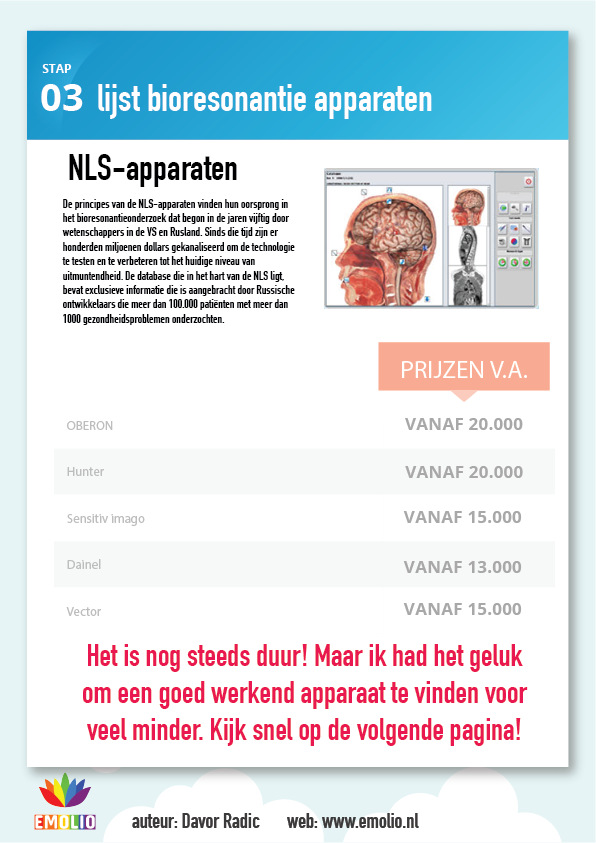 STAP
03 lijst bioresonantie apparaten
NLS-apparaten
De principes van de NLS-apparaten vinden hun oorsprong in
het bioresonantieonderzoek dat begon in de jaren vijftig door
wetenschappers in de VS en Rusland. Sinds die tijd zijn er
honderden miljoenen dollars gekanaliseerd om de technologie
te testen en te verbeteren tot het huidige niveau van
uitmuntendheid. De database die in het hart van de NLS ligt,
bevat exclusieve informatie die is aangebracht door Russische
ontwikkelaars die meer dan 100.000 patiënten met meer dan
1000 gezondheidsproblemen onderzochten.
PRIJZEN V.A.
OBERON VANAF 20.000
Hunter VANAF 20.000
Sensitiv imago VANAF 15.000
Dainel VANAF 13.000
Vector VANAF 15.000
Het is nog steeds duur! Maar ik had het geluk
om een goed werkend apparaat te vinden voor
veel minder. Kijk snel op de volgende pagina!
EMOLIO
auteur: Davor Radic web: www.emolio.nl